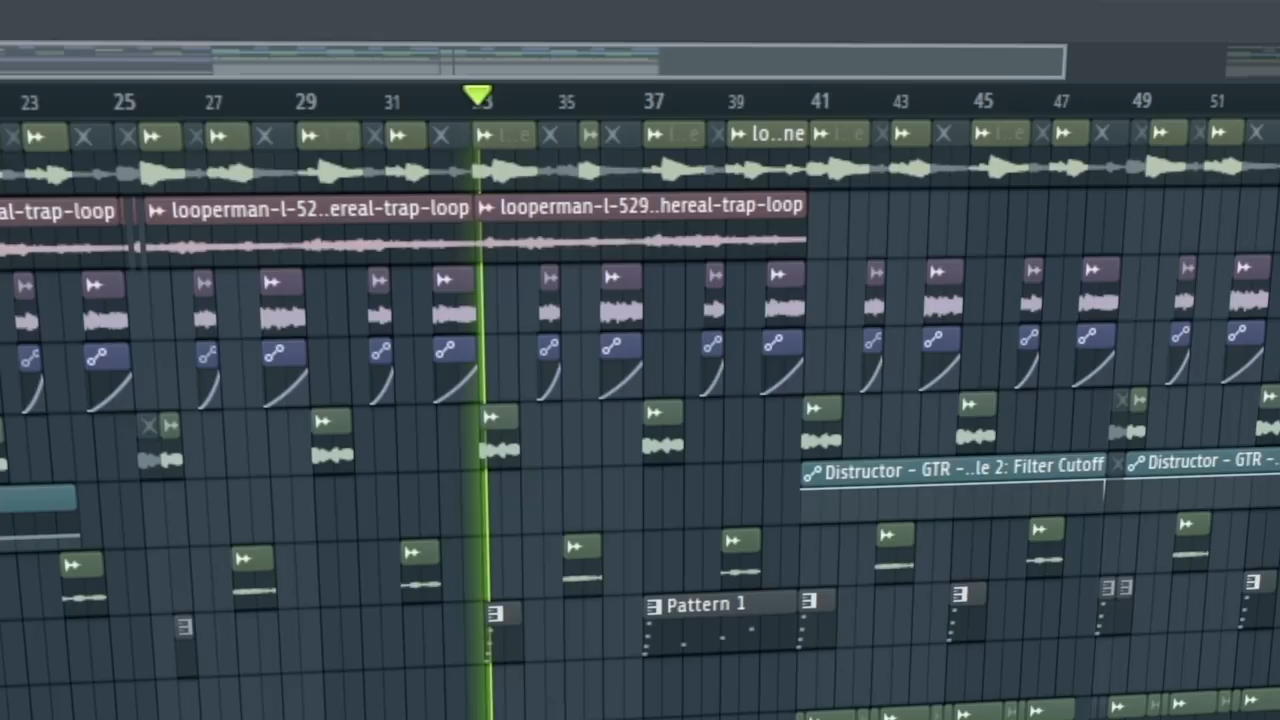 23 25 27 29 31 33 35 37 39 41 43 45 47 49 51
lo..ne
al-trap-loop looperman-l-52..ereal-trap-loop looperman-l-529..hereal-trap-loop
Distructor - GTR -..le 2: Filter Cutoff Distructor - GTR -.
Pattern 1